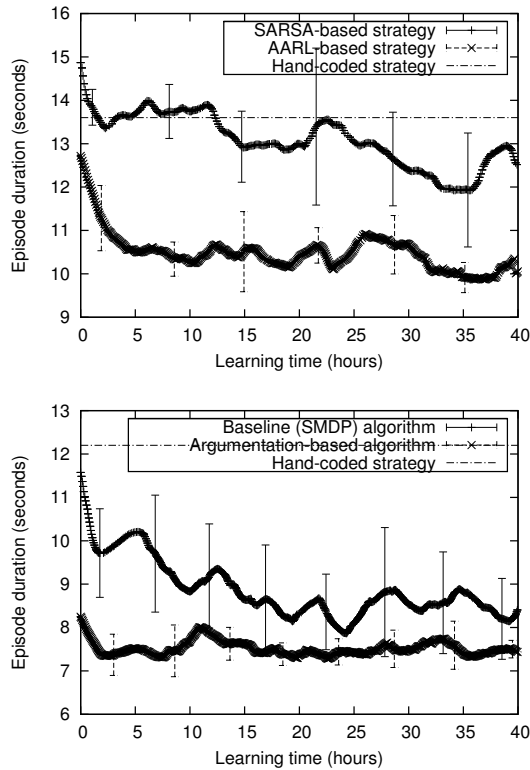 16
15
14
13
12
11
10
9
Episode duration (seconds)
SARSA-based strategy
AARL-based strategy
Hand-coded strategy
0 5 10 15 20 25 30 35 40
Learning time (hours)
13
12
11
10
9
8
7
6
Episode duration (seconds)
Baseline (SMDP) algorithm
Argumentation-based algorithm
Hand-coded strategy
0 5 10 15 20 25 30 35 40
Learning time (hours)